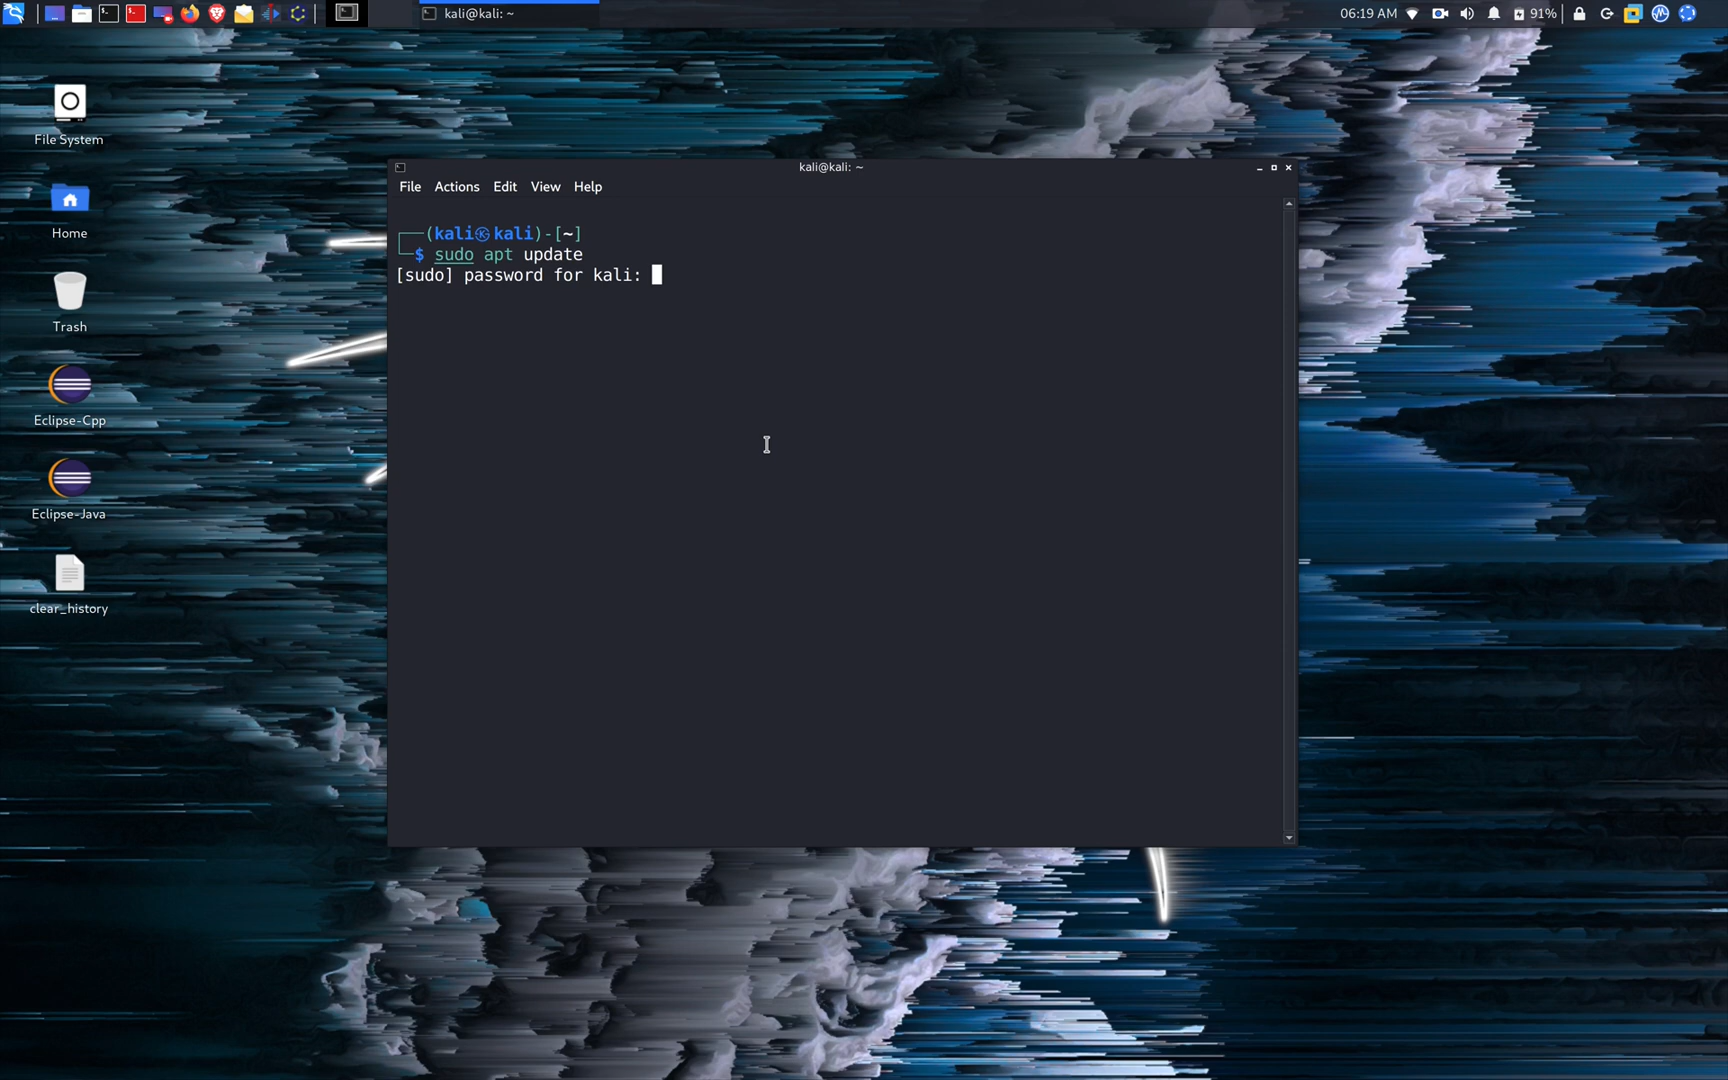 kali@kali: ~
06:19 AM
91%
File System
Home
Trash
Eclipse-Cpp
Eclipse-Java
clear_history
kali@kali: ~
File Actions Edit View Help
(kali㉿kali)-[~]
$ sudo apt update
[sudo] password for kali: